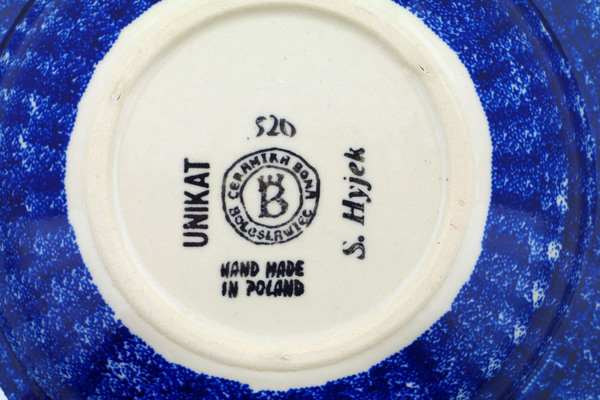 520
UNIKAT
CERAMIKA BONA
BOLESŁAWIEC
B
S. Hyjek
HAND MADE
IN POLAND